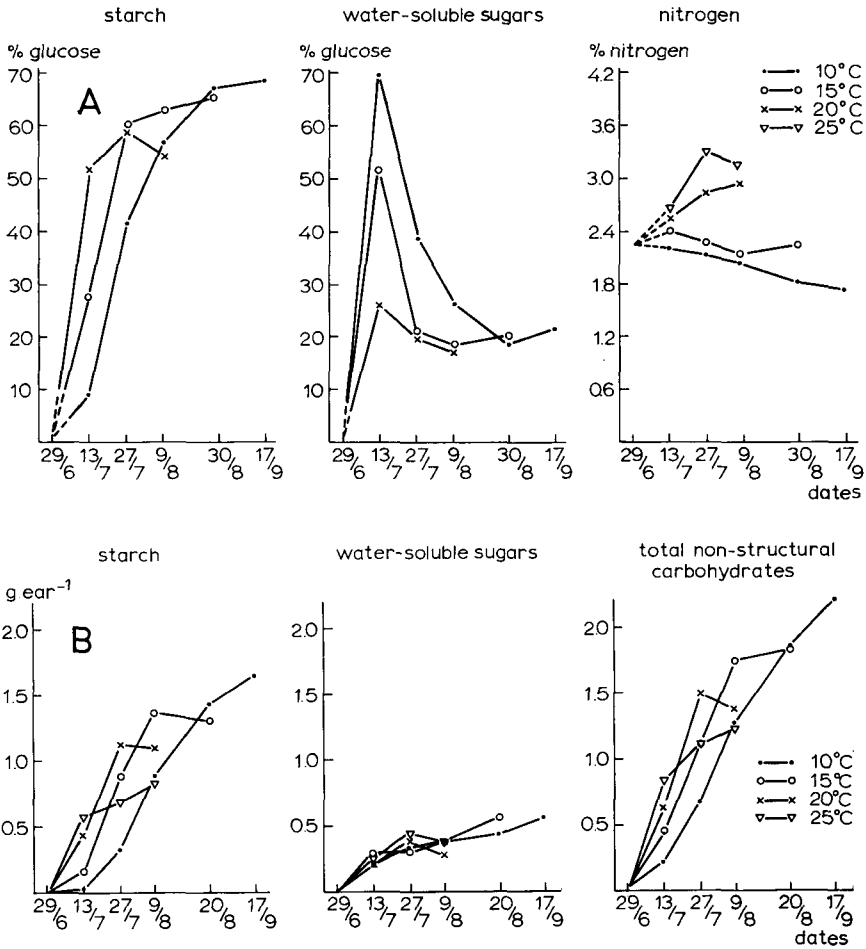 starch
water-soluble sugars
nitrogen
% glucose
% glucose
% nitrogen
A
70
60
50
40
30
20
10
29/6 13/7 27/7 9/8 30/8 17/9
70
60
50
40
30
20
10
29/6 13/7 27/7 9/8 30/8 17/9
4.2
3.6
3.0
2.4
1.8
1.2
0.6
29/6 13/7 27/7 9/8 30/8 17/9
dates
10°C
15°C
20°C
25°C
starch
water-soluble sugars
total non-structural
carbohydrates
g ear⁻¹
B
2.0
1.5
1.0
0.5
29/6 13/7 27/7 9/8 20/8 17/9
2.0
1.5
1.0
0.5
29/6 13/7 27/7 9/8 20/8 17/9
2.0
1.5
1.0
0.5
29/6 13/7 27/7 9/8 20/8 17/9
dates
10°C
15°C
20°C
25°C